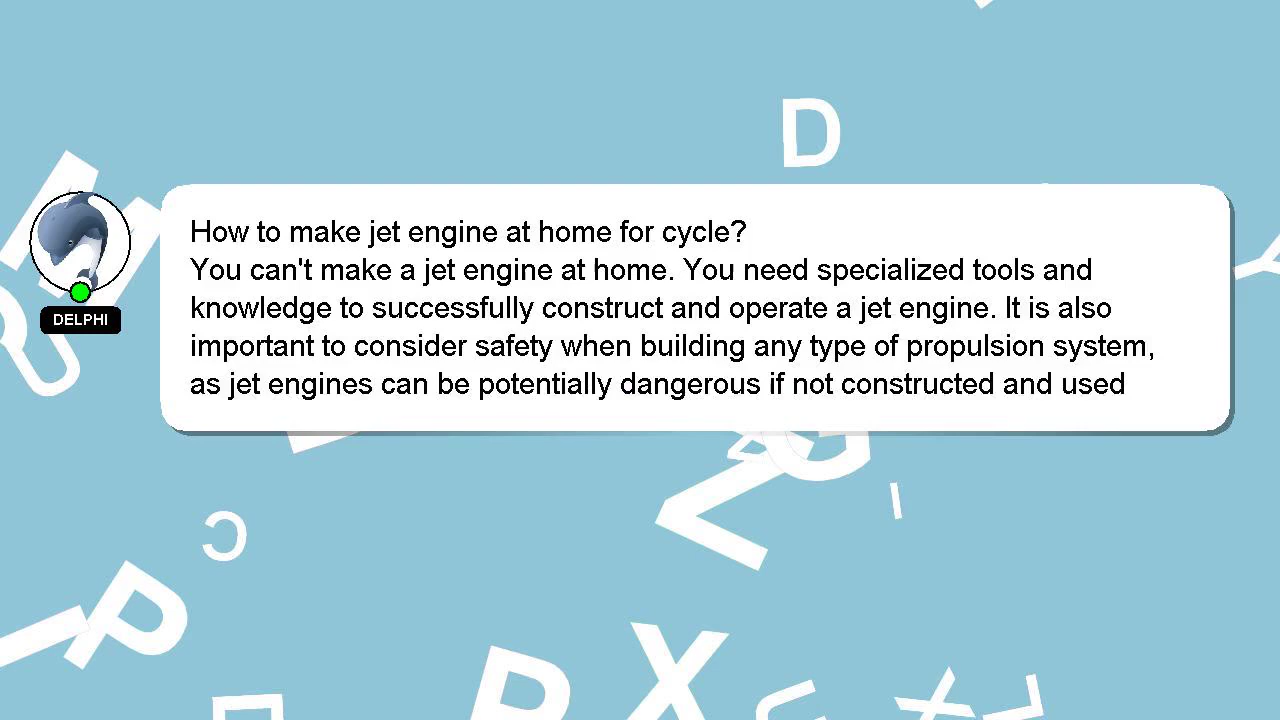 D
How to make jet engine at home for cycle?
You can't make a jet engine at home. You need specialized tools and
knowledge to successfully construct and operate a jet engine. It is also
important to consider safety when building any type of propulsion system,
as jet engines can be potentially dangerous if not constructed and used
DELPHI
Z
G
I
C
P
P
X